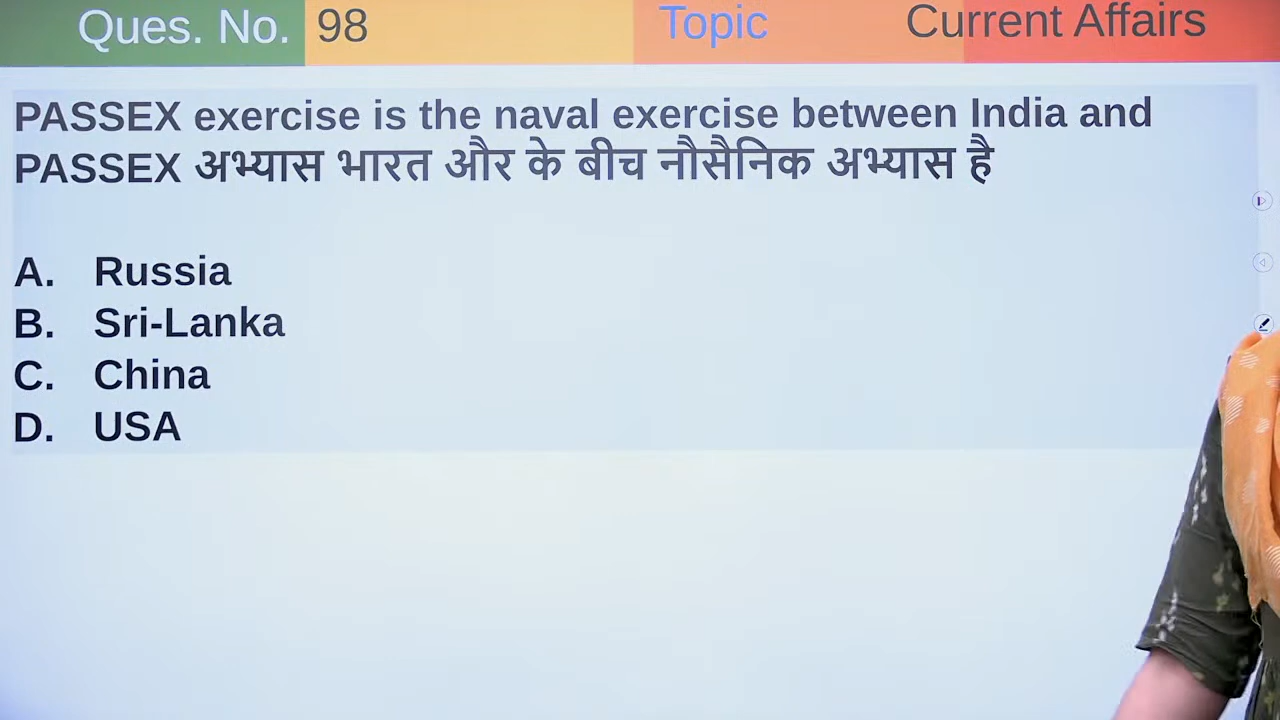 Ques. No. 98 Topic Current Affairs
PASSEX exercise is the naval exercise between India and
PASSEX अभ्यास भारत और के बीच नौसैनिक अभ्यास है
A. Russia
B. Sri-Lanka
C. China
D. USA